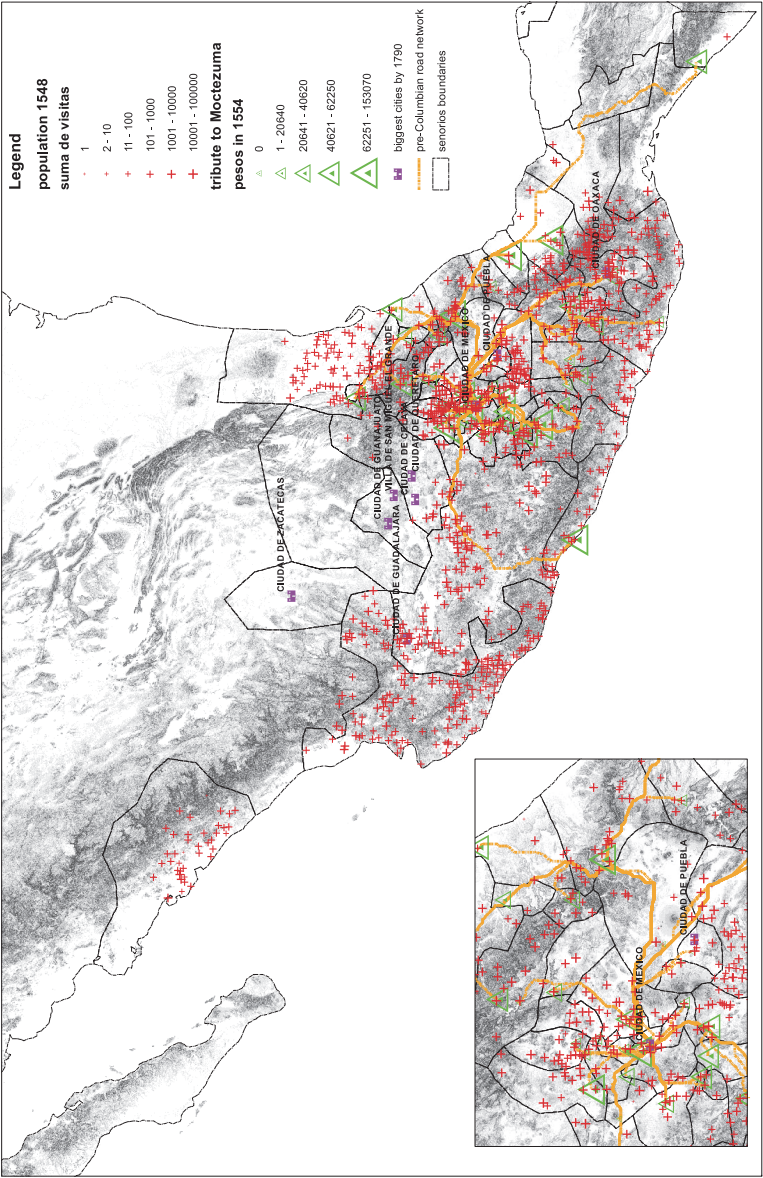 Legend
population 1548
suma de visitas
1
2 - 10
11 - 100
101 - 1000
1001 - 10000
10001 - 100000
tribute to Moctezuma
pesos in 1554
0
1 - 20640
20641 - 40620
40621 - 62250
62251 - 153070
biggest cities by 1790
pre-Columbian road network
senorios boundaries
CIUDAD DE ZACATECAS
CIUDAD DE GUANAJUATO
VILLA DE SAN MIGUEL EL GRANDE
CIUDAD DE CELAYA
CIUDAD DE QUERETARO
CIUDAD DE GUADALAJARA
CIUDAD DE MEXICO
CIUDAD DE PUEBLA
CIUDAD DE OAXACA
CIUDAD DE MEXICO
CIUDAD DE PUEBLA